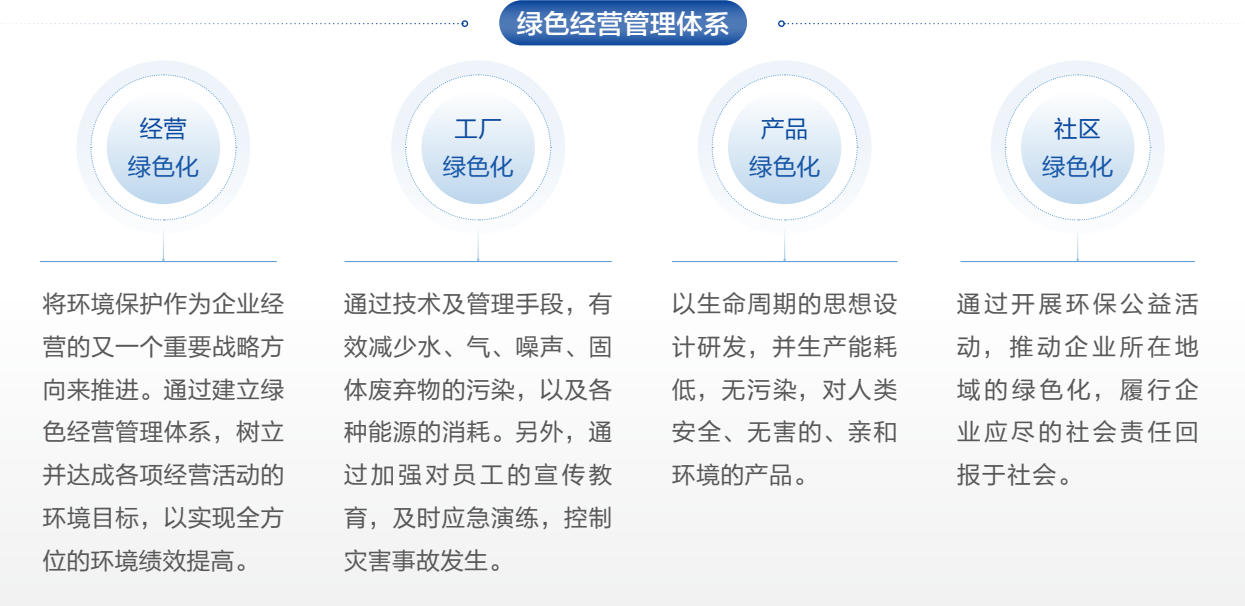 绿色经营管理体系
经营
绿色化
将环境保护作为企业经
营的又一个重要战略方
向来推进。通过建立绿
色经营管理体系，树立
并达成各项经营活动的
环境目标，以实现全方
位的环境绩效提高。
工厂
绿色化
通过技术及管理手段，有
效减少水、气、噪声、固
体废弃物的污染，以及各
种能源的消耗。另外，通
过加强对员工的宣传教
育，及时应急演练，控制
灾害事故发生。
产品
绿色化
以生命周期的思想设
计研发，并生产能耗
低，无污染，对人类
安全、无害的、亲和
环境的产品。
社区
绿色化
通过开展环保公益活
动，推动企业所在地
域的绿色化，履行企
业应尽的社会责任回
报于社会。